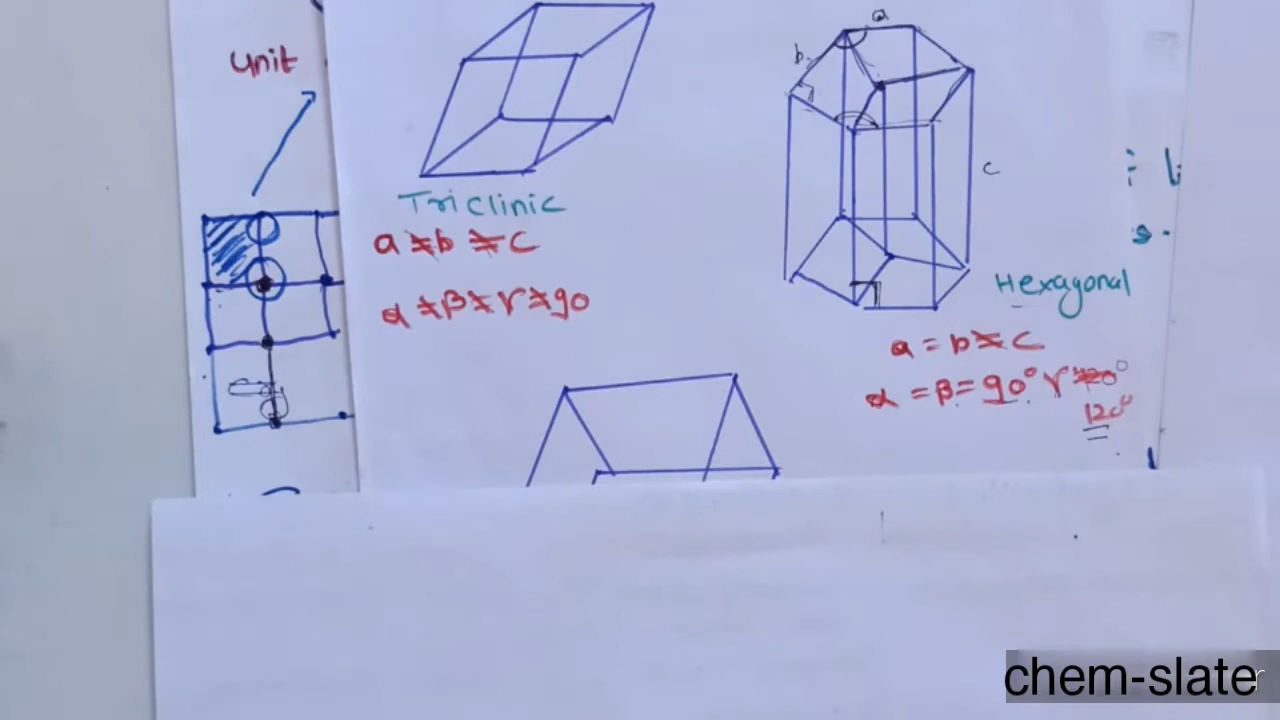 unit
a
b
c
Triclinic
a ≠ b ≠ c
α ≠ β ≠ γ ≠ 90
Hexagonal
a = b ≠ c
α = β = 90° γ
120°
chem-slate